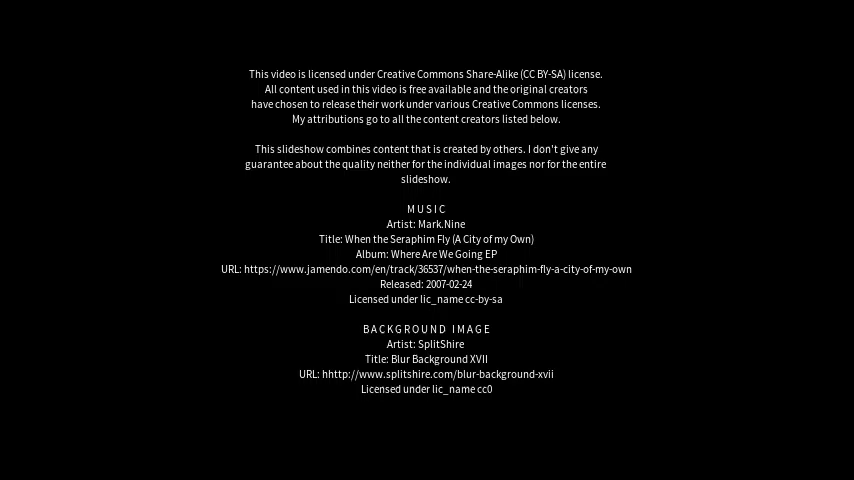 This video is licensed under Creative Commons Share-Alike (CC BY-SA) license.
All content used in this video is free available and the original creators
have chosen to release their work under various Creative Commons licenses.
My attributions go to all the content creators listed below.
This slideshow combines content that is created by others. I don't give any
guarantee about the quality neither for the individual images nor for the entire
slideshow.
MUSIC
Artist: Mark.Nine
Title: When the Seraphim Fly (A City of my Own)
Album: Where Are We Going EP
URL: https://www.jamendo.com/en/track/36537/when-the-seraphim-fly-a-city-of-my-own
Released: 2007-02-24
Licensed under lic_name cc-by-sa
BACKGROUND IMAGE
Artist: SplitShire
Title: Blur Background XVII
URL: hhttp://www.splitshire.com/blur-background-xvii
Licensed under lic_name cc0